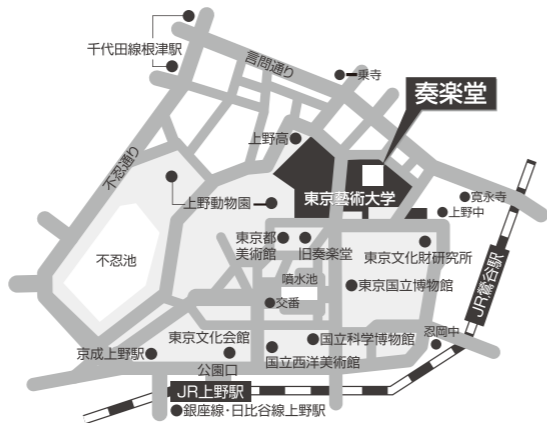 千代田線根津駅
言問通り
一乗寺
奏楽堂
上野高
不忍通り
上野動物園
東京藝術大学
寛永寺
上野中
東京都
美術館
旧奏楽堂
東京文化財研究所
不忍池
噴水池
東京国立博物館
JR鶯谷駅
交番
東京文化会館
国立科学博物館
忍岡中
京成上野駅
公園口
国立西洋美術館
JR上野駅
銀座線・日比谷線上野駅